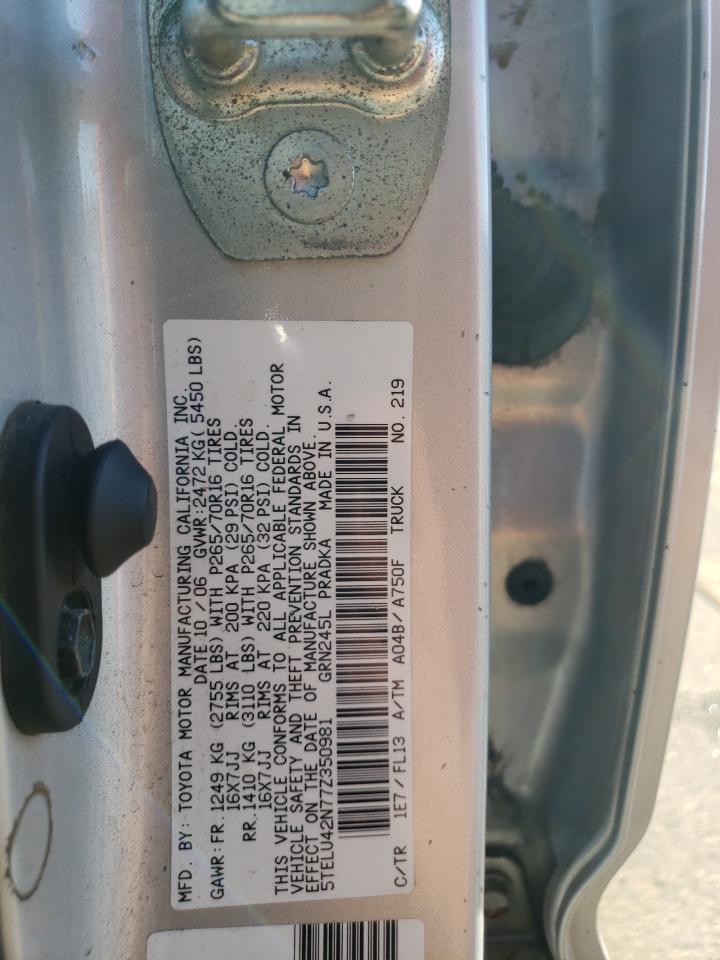 MFD. BY: TOYOTA MOTOR MANUFACTURING CALIFORNIA INC.
DATE 10 / 06 GVWR:2472 KG( 5450 LBS)
GAWR:FR.1249 KG (2755 LBS) WITH P265/70R16 TIRES
16X7JJ RIMS AT 200 KPA (29 PSI) COLD.
RR.1410 KG (3110 LBS) WITH P265/70R16 TIRES
16X7JJ RIMS AT 220 KPA (32 PSI) COLD.
THIS VEHICLE CONFORMS TO ALL APPLICABLE FEDERAL MOTOR
VEHICLE SAFETY AND THEFT PREVENTION STANDARDS IN
EFFECT ON THE DATE OF MANUFACTURE SHOWN ABOVE.
5TELU42N77Z350981 GRN245L PRADKA MADE IN U.S.A.
C/TR 1E7/FL13 A/TM A04B/A750F TRUCK NO. 219